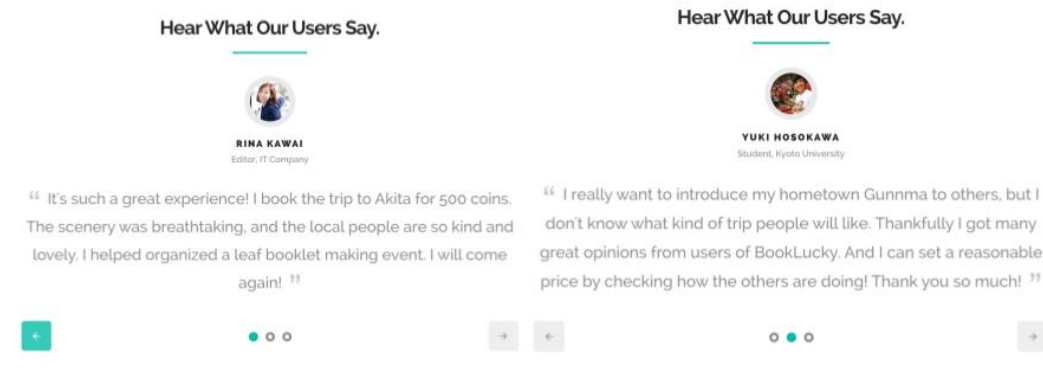 Hear What Our Users Say.
RINA KAWAI
Editor, IT Company
“ It's such a great experience! I book the trip to Akita for 500 coins.
The scenery was breathtaking, and the local people are so kind and
lovely. I helped organized a leaf booklet making event. I will come
again! ”
Hear What Our Users Say.
YUKI HOSOKAWA
Student, Kyoto University
“ I really want to introduce my hometown Gunnma to others, but I
don't know what kind of trip people will like. Thankfully I got many
great opinions from users of BookLucky. And I can set a reasonable
price by checking how the others are doing! Thank you so much! ”